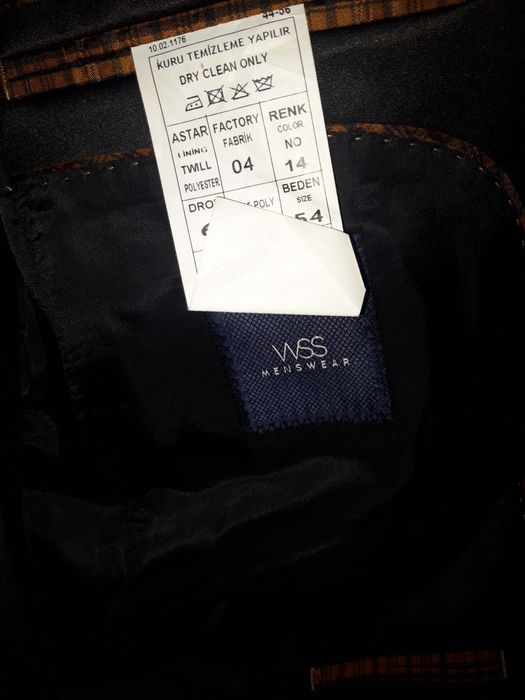 44-56
10.02.1176
KURU TEMİZLEME YAPILIR
DRY CLEAN ONLY
ASTAR FACTORY RENK
LINING FABRİK COLOR
TWILL 04 NO
POLYESTER 14
DRO POLY BEDEN
SIZE
54
WSS
MENSWEAR